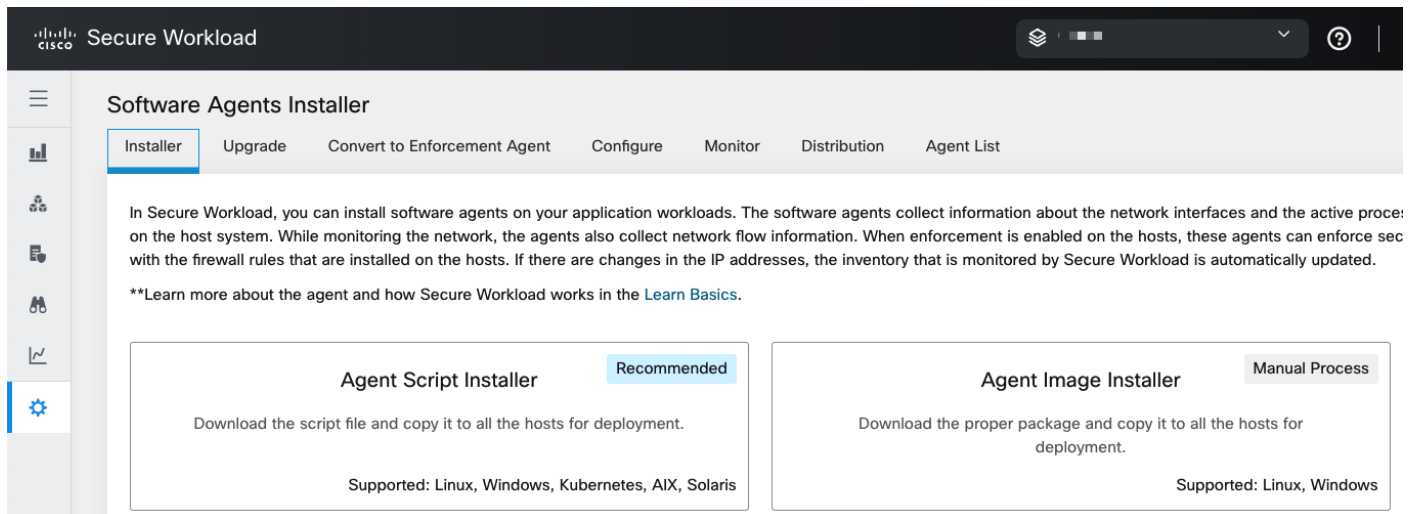 cisco Secure Workload
Software Agents Installer
Installer Upgrade Convert to Enforcement Agent Configure Monitor Distribution Agent List
In Secure Workload, you can install software agents on your application workloads. The software agents collect information about the network interfaces and the active
on the host system. While monitoring the network, the agents also collect network flow information. When enforcement is enabled on the hosts, these agents can enforce
with the firewall rules that are installed on the hosts. If there are changes in the IP addresses, the inventory that is monitored by Secure Workload is automatically updated.
**Learn more about the agent and how Secure Workload works in the Learn Basics.
Recommended
Agent Script Installer
Download the script file and copy it to all the hosts for deployment.
Supported: Linux, Windows, Kubernetes, AIX, Solaris
Manual Process
Agent Image Installer
Download the proper package and copy it to all the hosts for
deployment.
Supported: Linux, Windows